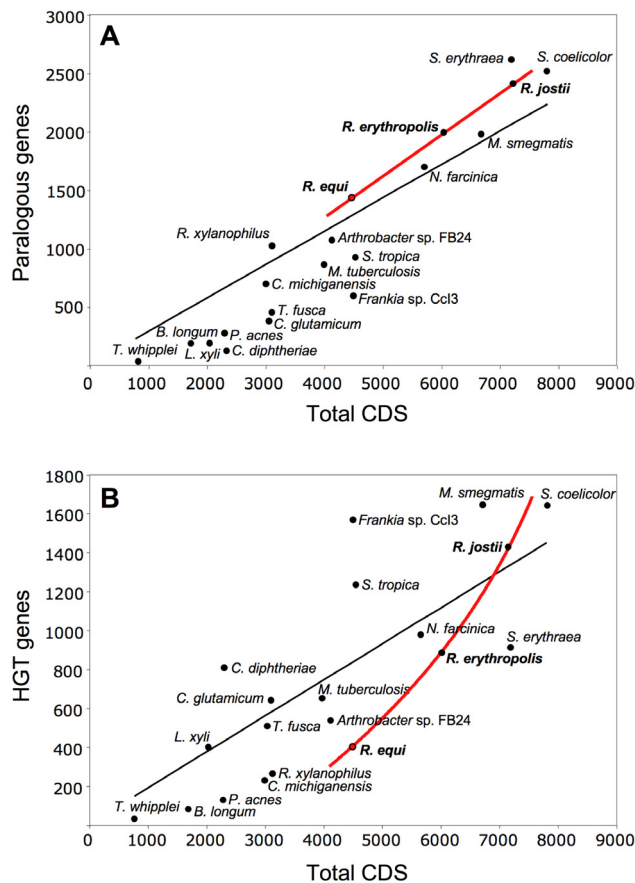 A
3000
2500
2000
1500
1000
500
0
Paralogous genes
S. erythraea
S. coelicolor
R. jostii
R. erythropolis
M. smegmatis
N. farcinica
R. equi
R. xylanophilus
Arthrobacter sp. FB24
S. tropica
M. tuberculosis
C. michiganensis
Frankia sp. CcI3
T. fusca
C. glutamicum
B. longum
P. acnes
T. whipplei
L. xyli
C. diphtheriae
0 1000 2000 3000 4000 5000 6000 7000 8000 9000
Total CDS
B
1800
1600
1400
1200
1000
800
600
400
200
HGT genes
M. smegmatis
S. coelicolor
Frankia sp. CcI3
R. jostii
S. tropica
N. farcinica
S. erythraea
R. erythropolis
C. diphtheriae
M. tuberculosis
C. glutamicum
Arthrobacter sp. FB24
T. fusca
L. xyli
R. equi
R. xylanophilus
C. michiganensis
P. acnes
T. whipplei
B. longum
0 1000 2000 3000 4000 5000 6000 7000 8000 9000
Total CDS